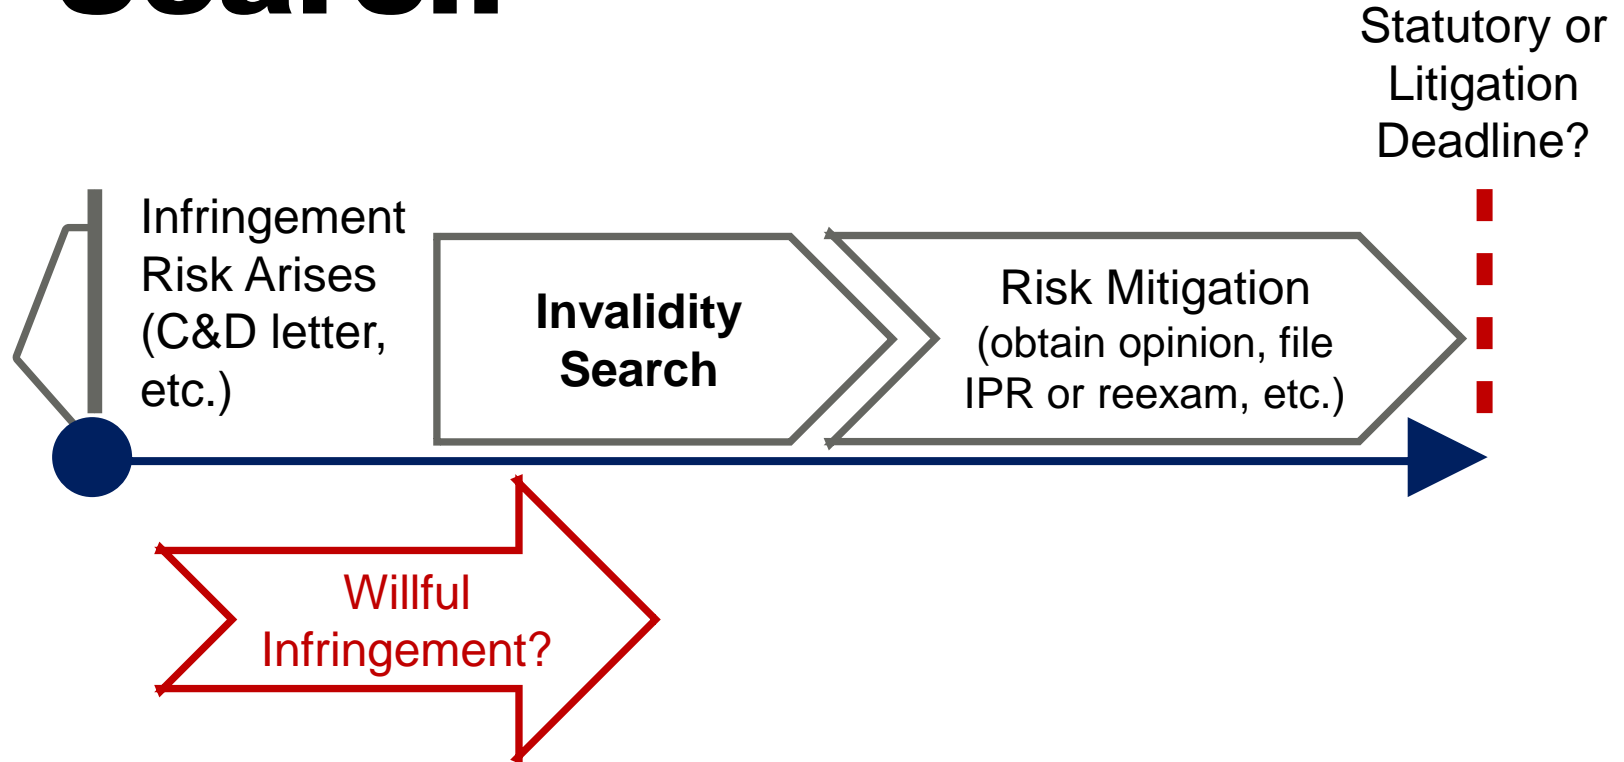 Search
Statutory or
Litigation
Deadline?
Infringement
Risk Arises
(C&D letter,
etc.)
Invalidity
Search
Risk Mitigation
(obtain opinion, file
IPR or reexam, etc.)
Willful
Infringement?